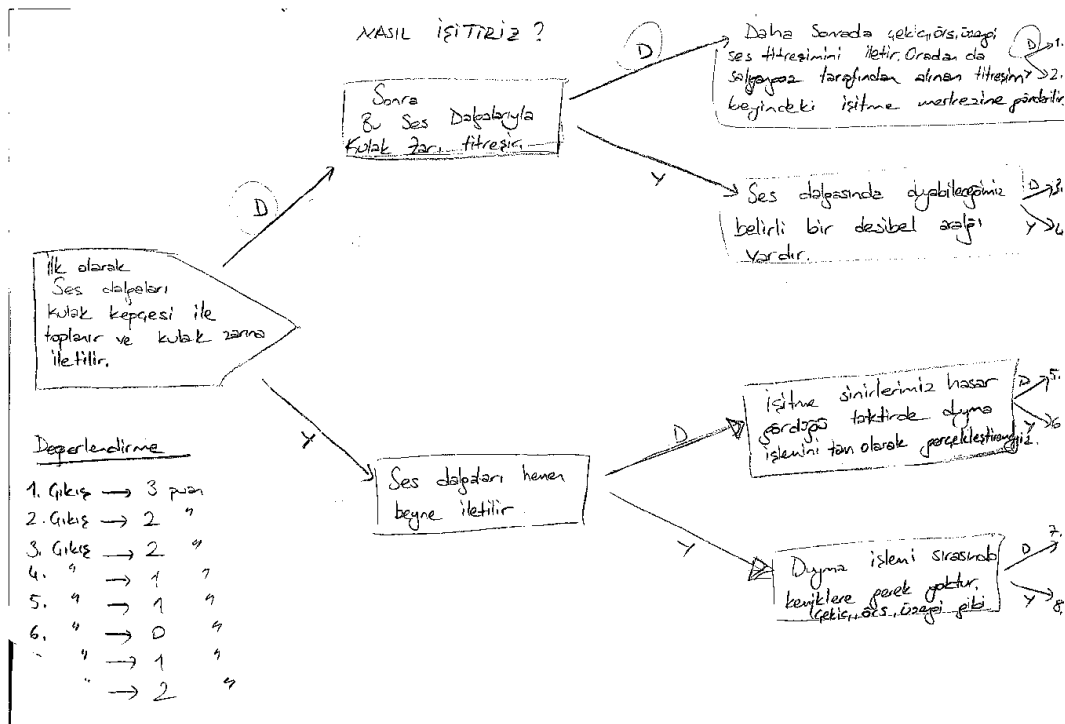 NASIL İŞİTİRİZ ?
İlk olarak
Ses dalgaları
kulak kepçesi ile
toplanır ve kulak zarına
iletilir.
D
Y
Sonra
Bu Ses Dalgalarıyla
Kulak Zarı titreşir.
D
Y
Daha Sonrada çekiç, örs, üzengi
ses titreşimini iletir. Oradan da
salyangoz tarafından alınan titreşim
beyindeki işitme merkezine gönderilir.
D 1.
Y 2.
Ses dalgasında duyabileceğimiz
belirli bir desibel aralığı
vardır.
D 3.
Y 4.
Ses dalgaları hemen
beyne iletilir
D
Y
işitme sinirlerimiz hasar
gördüğü taktirde duyma
işlemini tam olarak
D 5.
Y 6
Duyma işlemi sırasında
kemiklere gerek yoktur.
(çekiç, örs, üzengi gibi
D 7.
Y 8.
Değerlendirme
1. Çıkış → 3 puan
2. Çıkış → 2 "
3. Çıkış → 2 "
4. " → 1 "
5. " → 1 "
6. " → 0 "
" → 1 "
" → 2 "